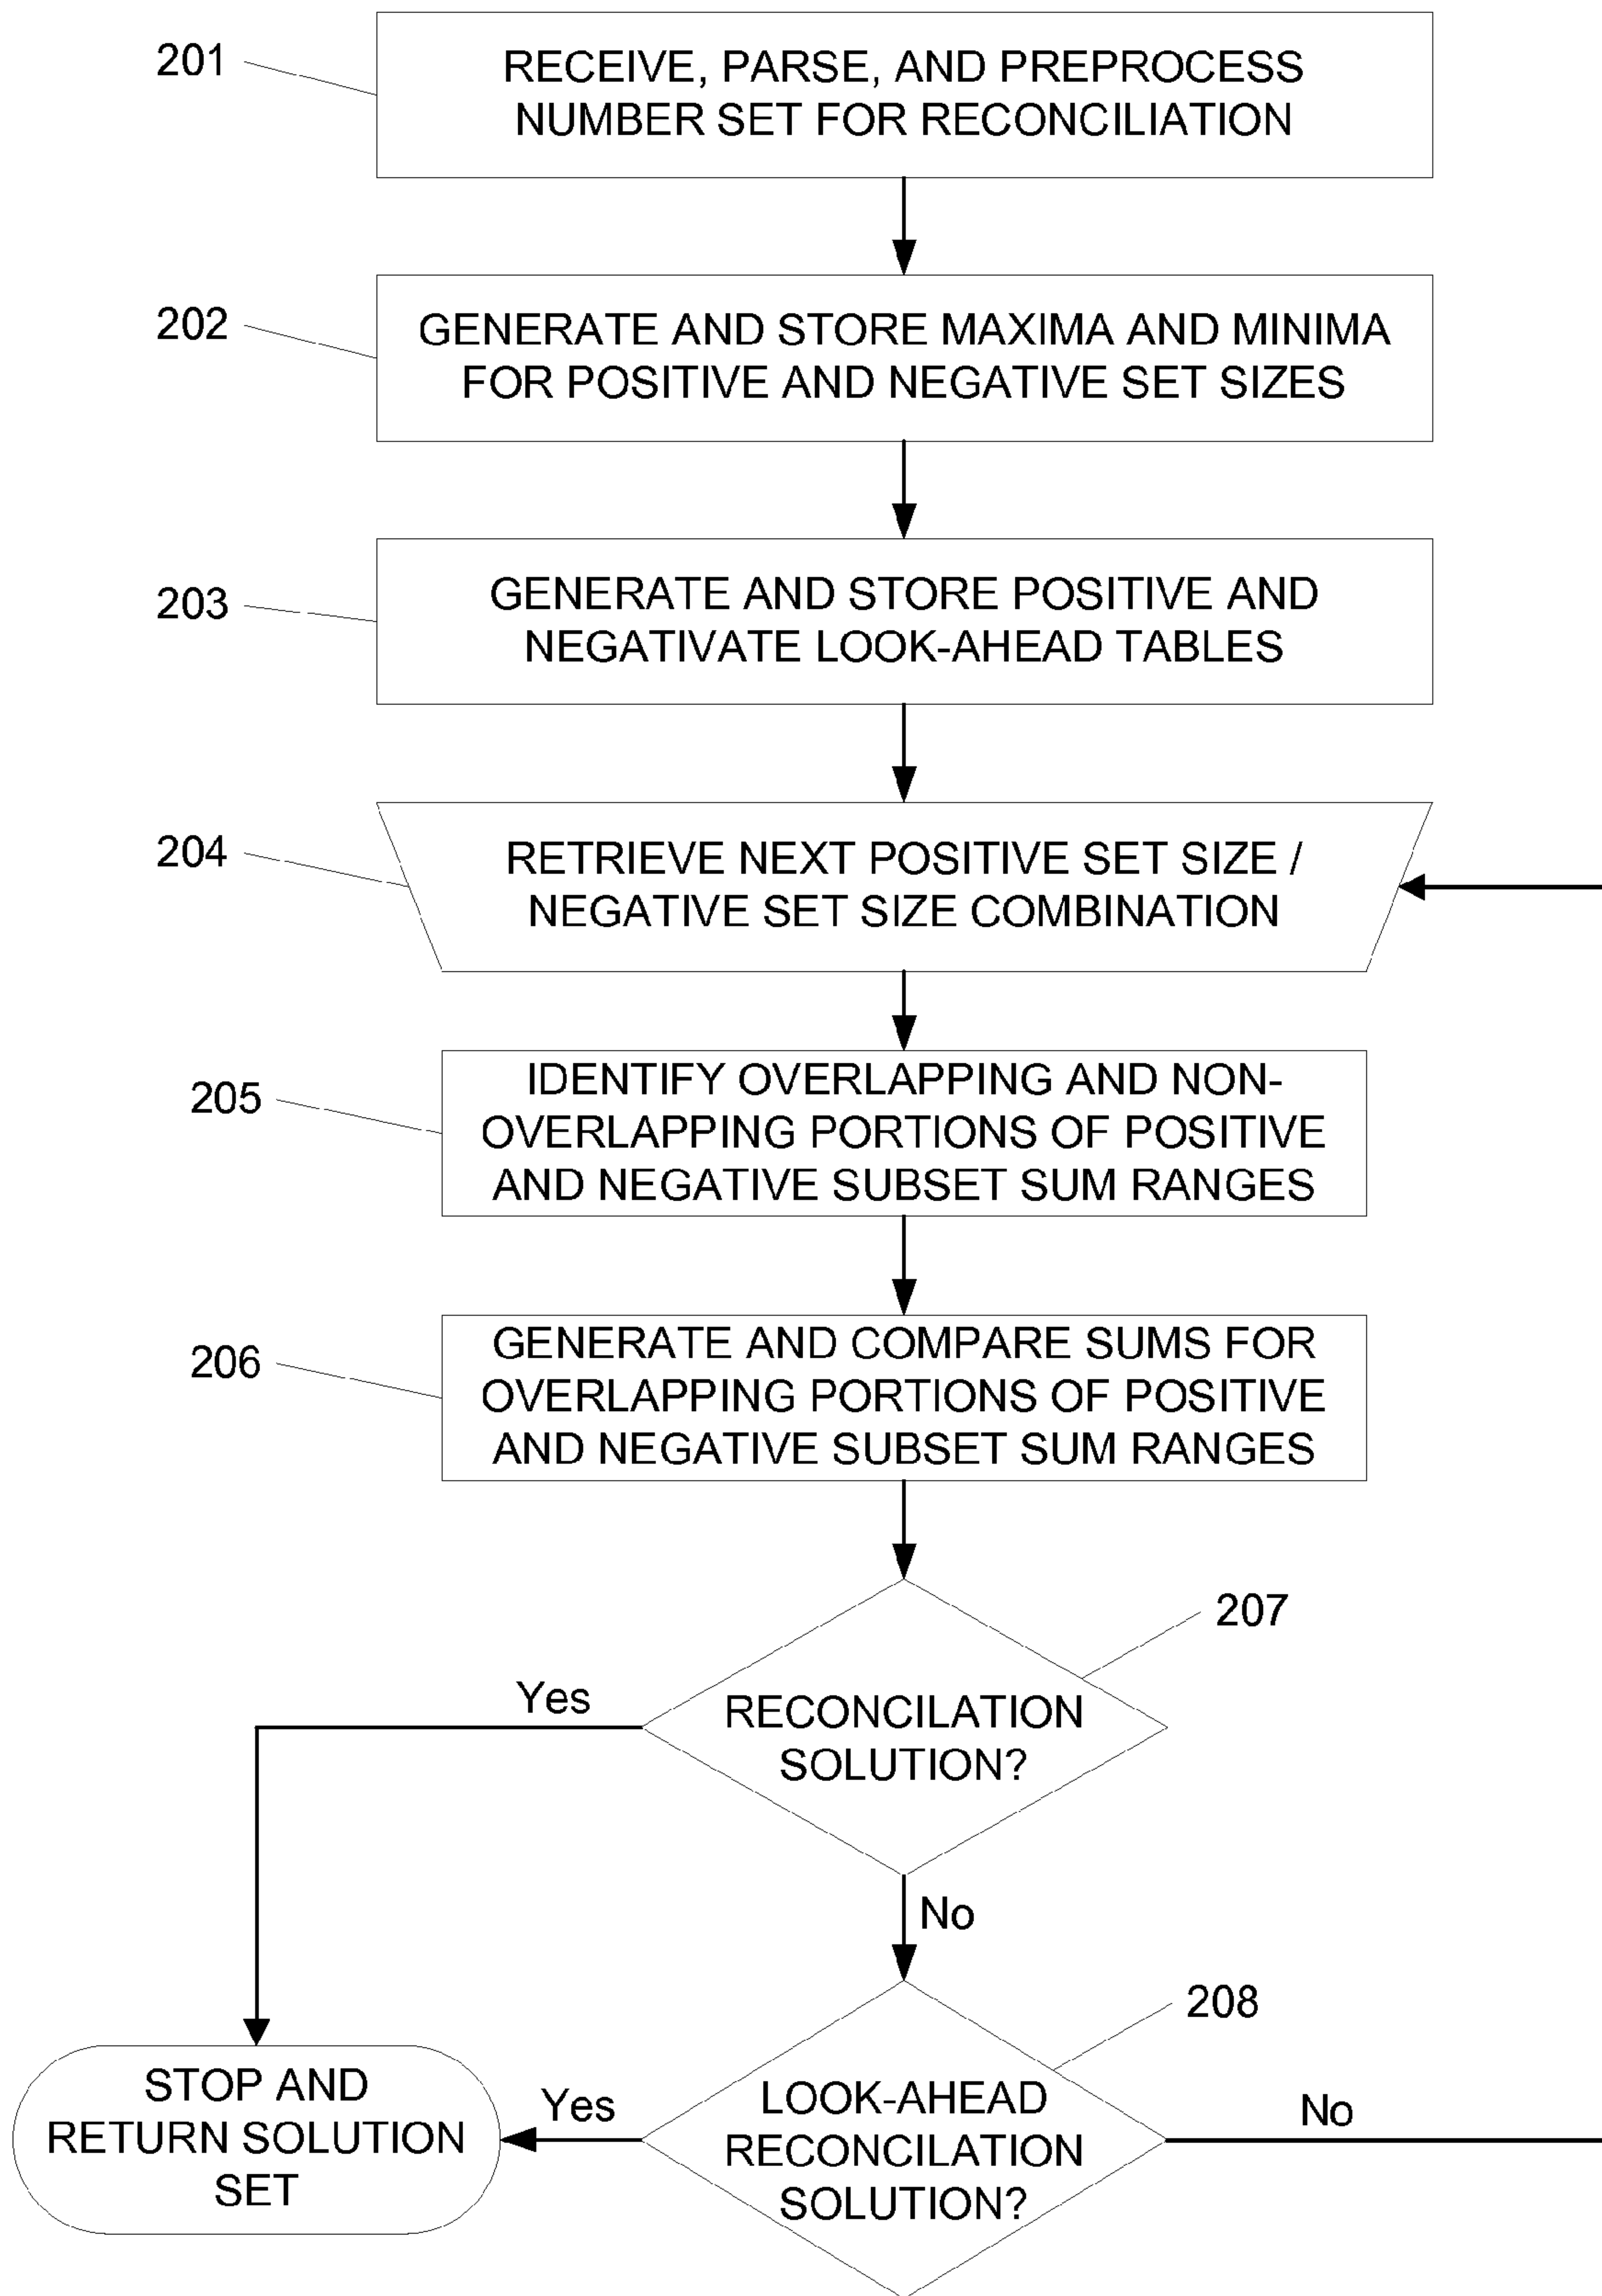 201
RECEIVE, PARSE, AND PREPROCESS
NUMBER SET FOR RECONCILIATION
202
GENERATE AND STORE MAXIMA AND MINIMA
FOR POSITIVE AND NEGATIVE SET SIZES
203
GENERATE AND STORE POSITIVE AND
NEGATIVATE LOOK-AHEAD TABLES
204
RETRIEVE NEXT POSITIVE SET SIZE /
NEGATIVE SET SIZE COMBINATION
205
IDENTIFY OVERLAPPING AND NON-
OVERLAPPING PORTIONS OF POSITIVE
AND NEGATIVE SUBSET SUM RANGES
206
GENERATE AND COMPARE SUMS FOR
OVERLAPPING PORTIONS OF POSITIVE
AND NEGATIVE SUBSET SUM RANGES
207
Yes
RECONCILATION
SOLUTION?
No
208
STOP AND
RETURN SOLUTION
SET
Yes
LOOK-AHEAD
RECONCILATION
SOLUTION?
No